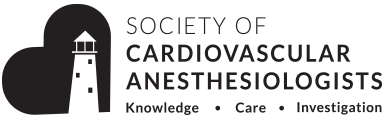 SOCIETY OF
CARDIOVASCULAR
ANESTHESIOLOGISTS
Knowledge • Care • Investigation